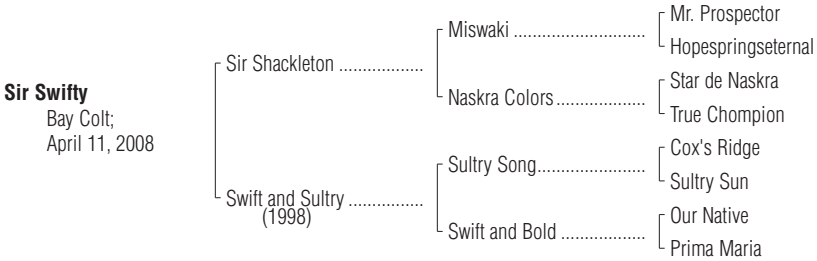 Mr. Prospector
Miswaki ............................
Hopespringseternal
Sir Shackleton ..................
Star de Naskra
Naskra Colors...................
True Chompion
Sir Swifty
Bay Colt;
April 11, 2008
Cox's Ridge
Sultry Song.......................
Sultry Sun
Swift and Sultry ................
(1998)
Our Native
Swift and Bold ..................
Prima Maria